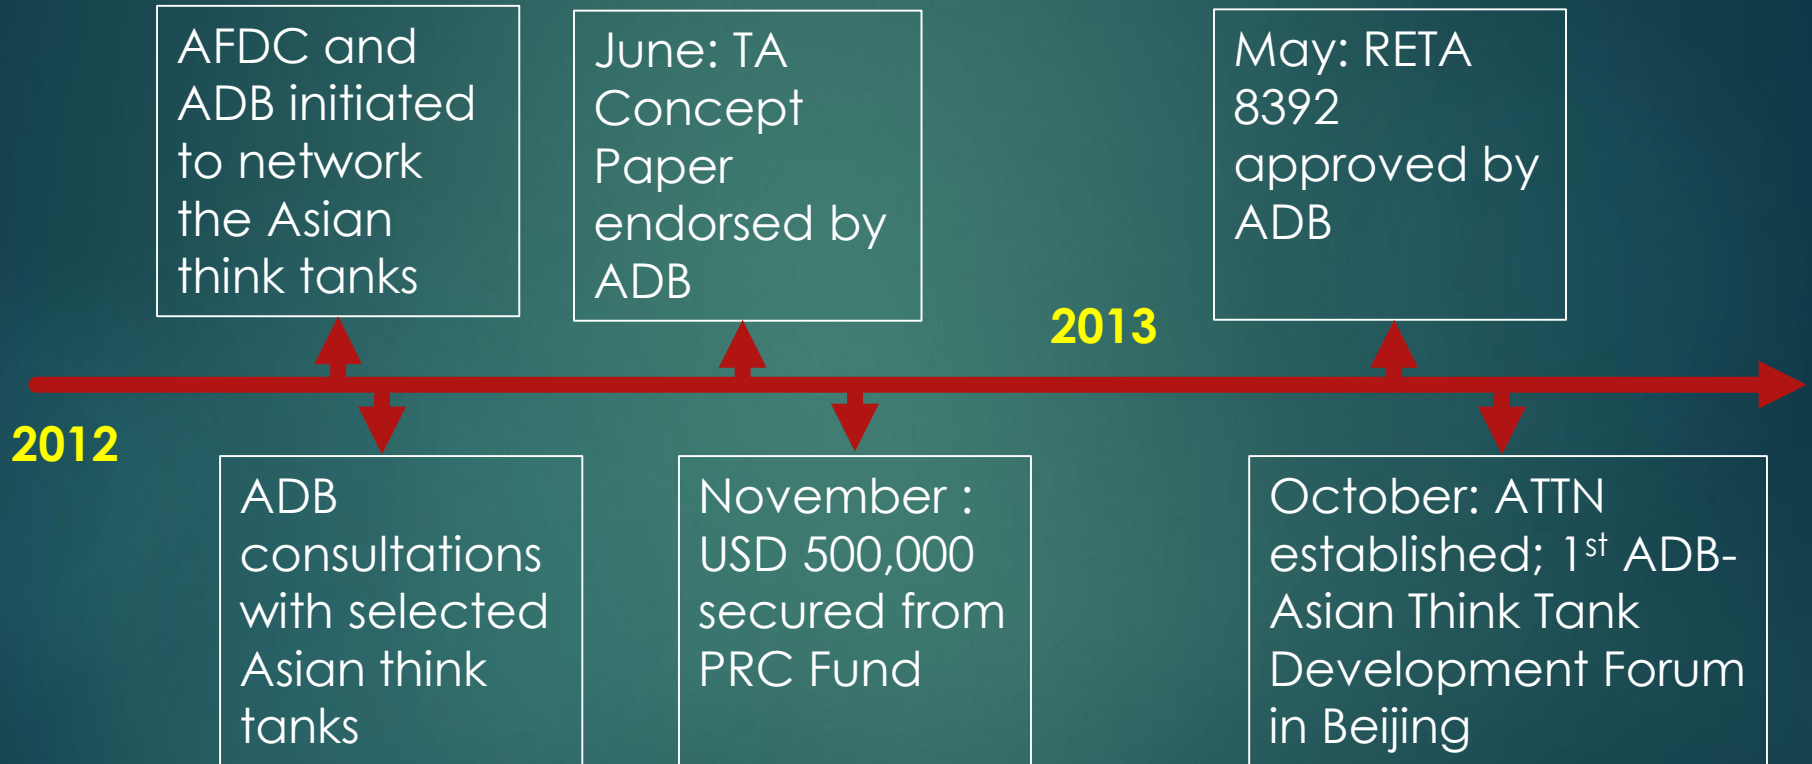 AFDC and
ADB initiated
to network
the Asian
think tanks
June: TA
Concept
Paper
endorsed by
ADB
May: RETA
8392
approved by
ADB
2013
2012
ADB
consultations
with selected
Asian think
tanks
November :
USD 500,000
secured from
PRC Fund
October: ATTN
established; 1st ADB-
Asian Think Tank
Development Forum
in Beijing